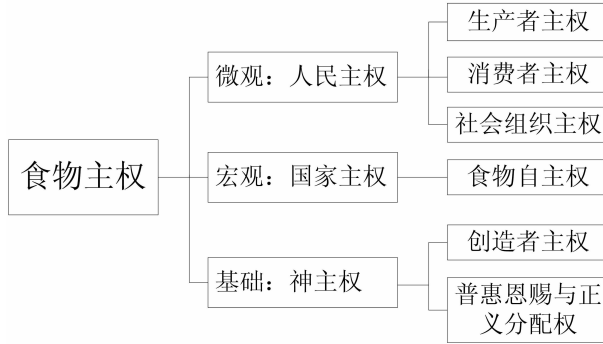 生产者主权
微观：人民主权
消费者主权
社会组织主权
食物主权
宏观：国家主权
食物自主权
创造者主权
基础：神主权
普惠恩赐与正
义分配权